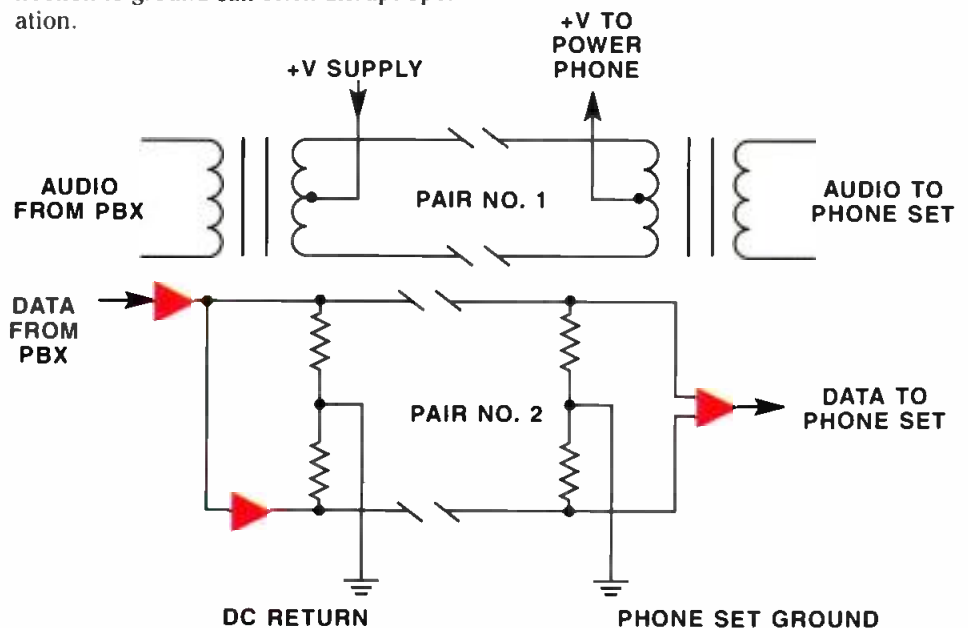 ation.
+V TO
POWER
PHONE
+V SUPPLY
AUDIO
FROM PBX
PAIR NO. 1
AUDIO TO
PHONE SET
DATA
FROM
PBX
PAIR NO. 2
DATA TO
PHONE SET
DC RETURN
PHONE SET GROUND